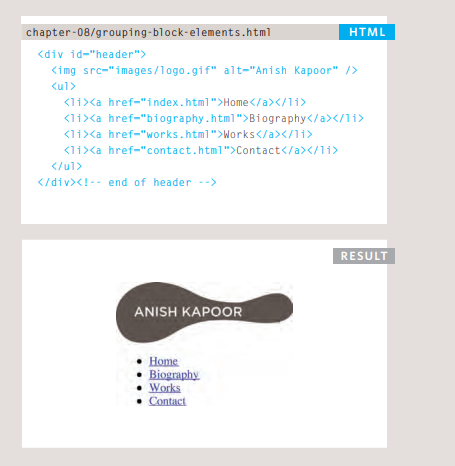 chapter-08/grouping-block-elements.html HTML
<div id="header">
<img src="images/logo.gif" alt="Anish Kapoor" />
<ul>
<li><a href="index.html">Home</a></li>
<li><a href="biography.html">Biography</a></li>
<li><a href="works.html">Works</a></li>
<li><a href="contact.html">Contact</a></li>
</ul>
</div><!-- end of header -->
RESULT
ANISH KAPOOR
Home
Biography
Works
Contact